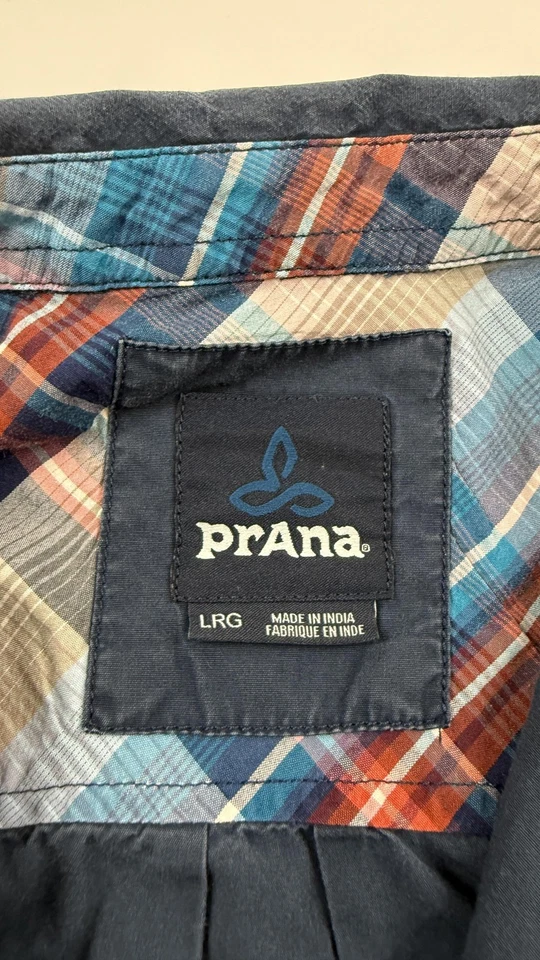 prAna
LRG
MADE IN INDIA
FABRIQUE EN INDE